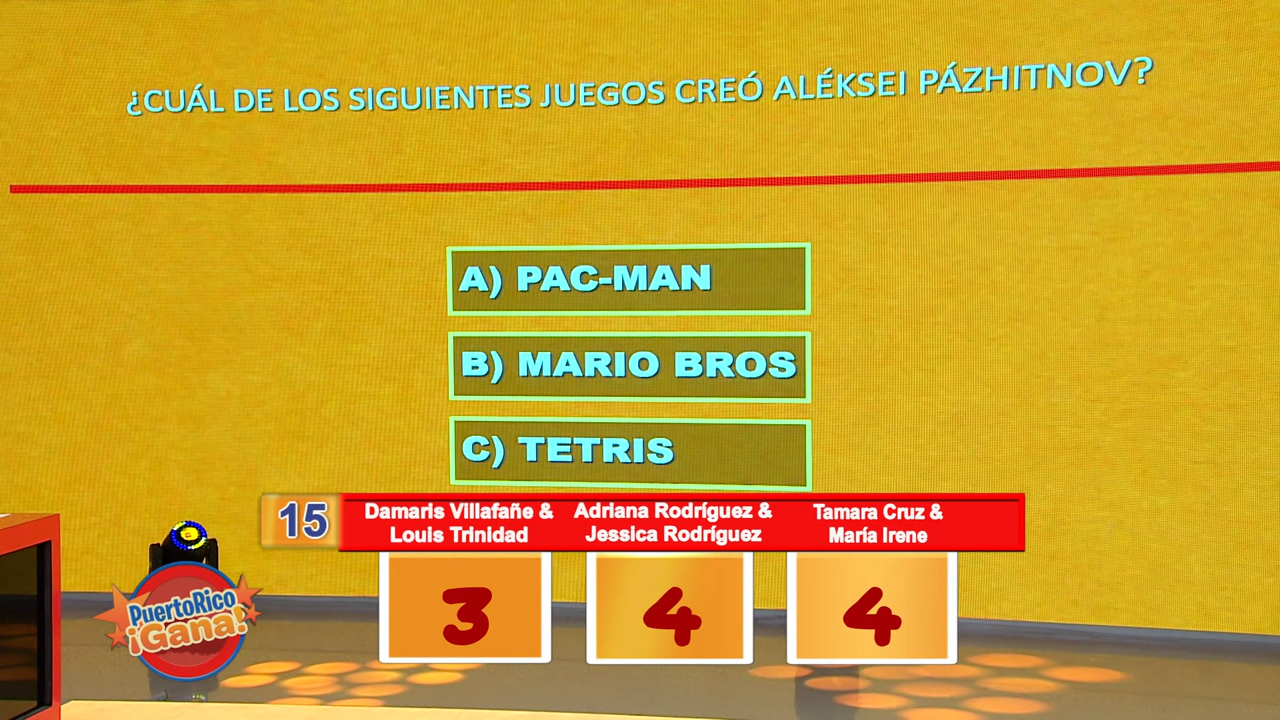 ¿CUÁL DE LOS SIGUIENTES JUEGOS CREÓ ALÉKSEI PÁZHITNOV?
A) PAC-MAN
B) MARIO BROS
C) TETRIS
15
Damaris Villafañe &
Louis Trinidad
Adriana Rodríguez &
Jessica Rodríguez
Tamara Cruz &
María Irene
3
4
4
PuertoRico
¡Gana!